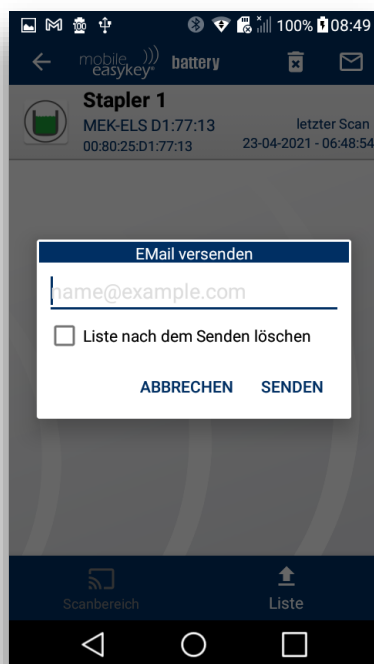 100% 08:49
mobile easykey® battery
Stapler 1
MEK-ELS D1:77:13 letzter Scan
00:80:25:D1:77:13 23-04-2021 - 06:48:54
EMail versenden
name@example.com
Liste nach dem Senden löschen
ABBRECHEN SENDEN
Scanbereich Liste